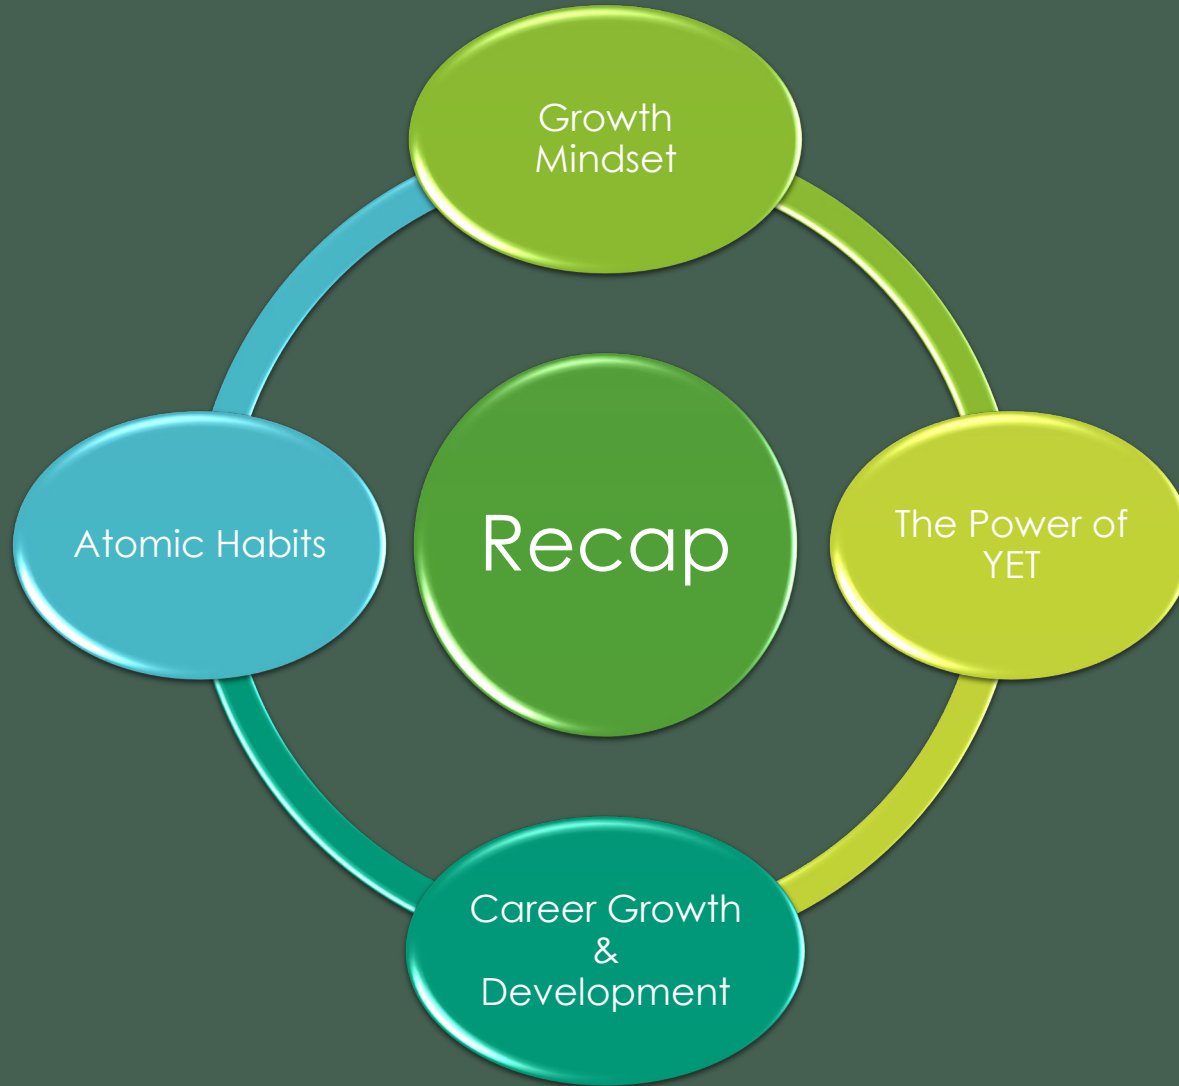 Growth
Mindset
Recap
The Power of
YET
Career Growth
&
Development
Atomic Habits